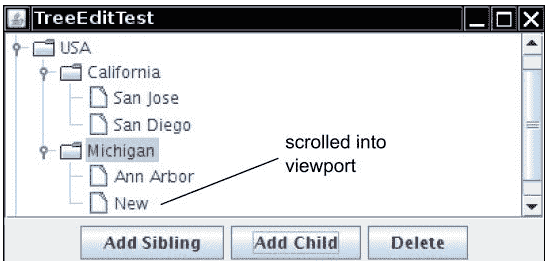 TreeEditTest
USA
California
San Jose
San Diego
Michigan
Ann Arbor
New
scrolled into
viewport
Add Sibling Add Child Delete